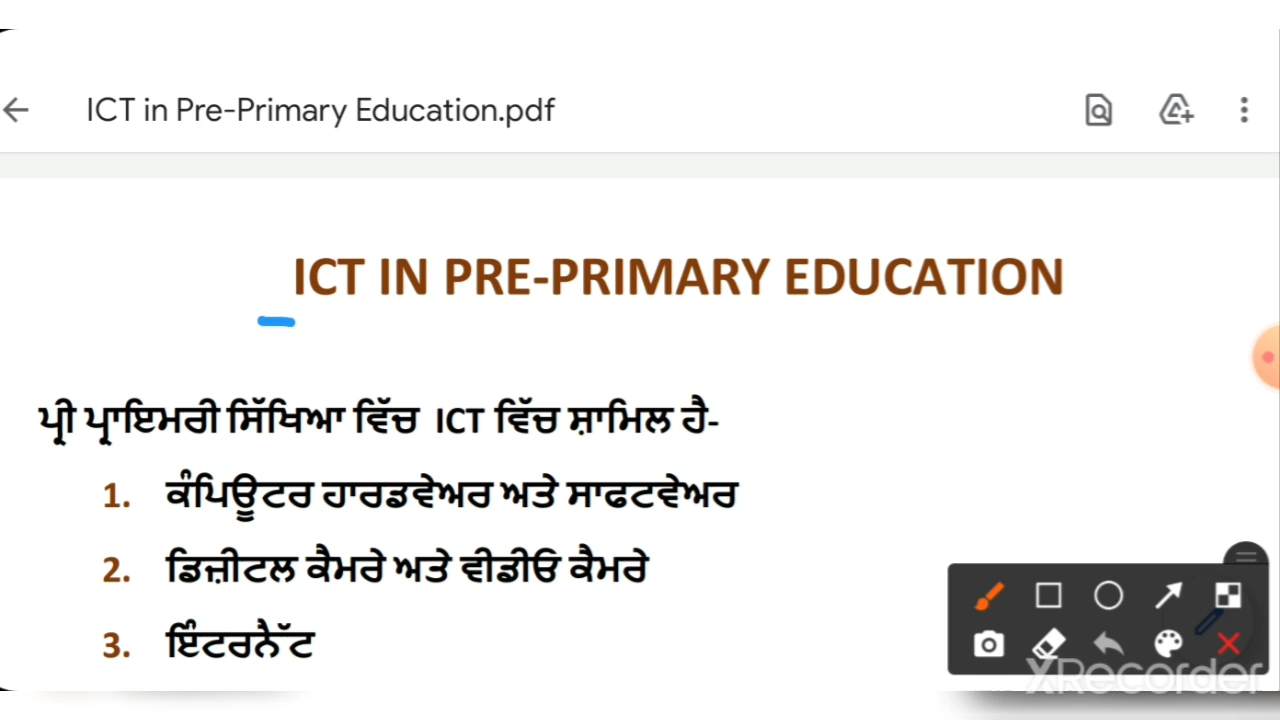 ICT in Pre-Primary Education.pdf
ICT IN PRE-PRIMARY EDUCATION
ਪ੍ਰੀ ਪ੍ਰਾਇਮਰੀ ਸਿੱਖਿਆ ਵਿੱਚ ICT ਵਿੱਚ ਸ਼ਾਮਿਲ ਹੈ-
1. ਕੰਪਿਊਟਰ ਹਾਰਡਵੇਅਰ ਅਤੇ ਸਾਫਟਵੇਅਰ
2. ਡਿਜ਼ੀਟਲ ਕੈਮਰੇ ਅਤੇ ਵੀਡੀਓ ਕੈਮਰੇ
3. ਇੰਟਰਨੈੱਟ
XRecorder